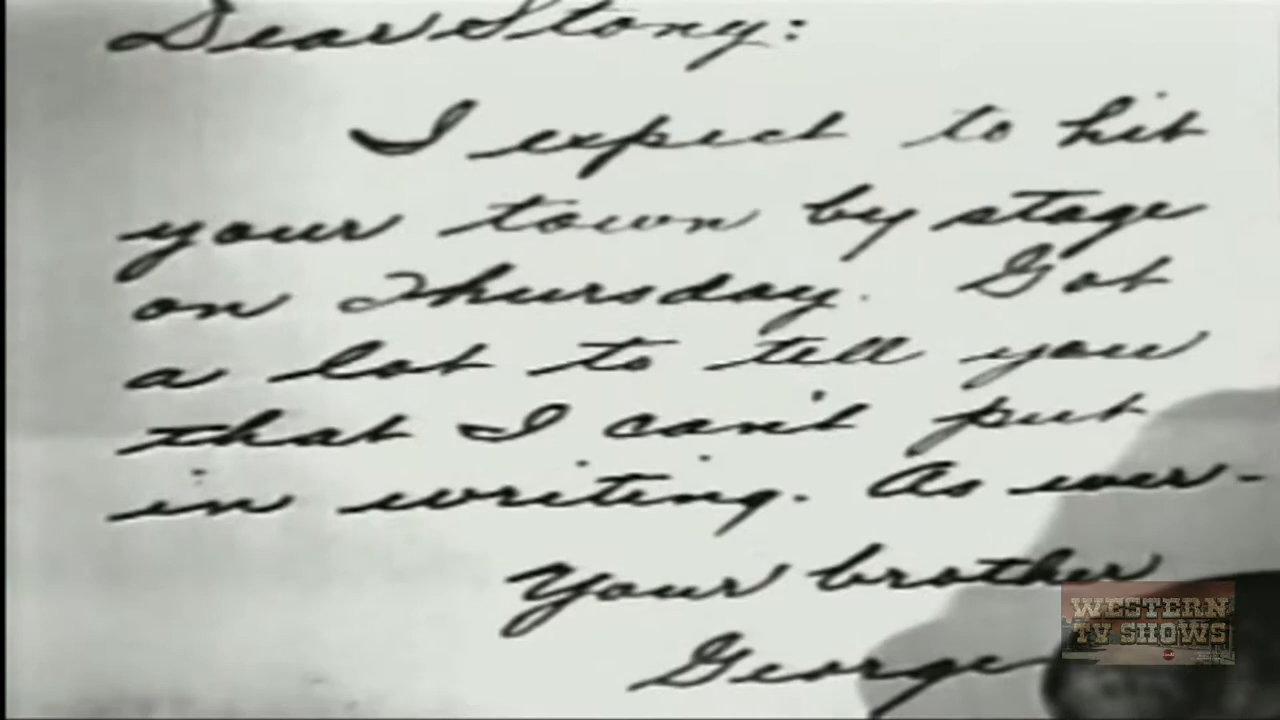 Dear Stony:
I expect to hit
your town by stage
on Thursday. Got
a lot to tell you
that I can't put
in writing. As ever-
Your brother
George
WESTERN
TV SHOWS